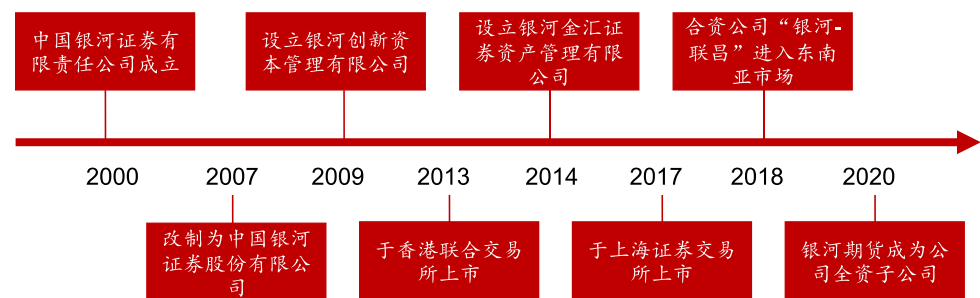 中国银河证券有
限责任公司成立
设立银河创新资
本管理有限公司
设立银河金汇证
券资产管理有限
公司
合资公司“银河-
联昌”进入东南
亚市场
2000 2007 2009 2013 2014 2017 2018 2020
改制为中国银河
证券股份有限公
司
于香港联合交易
所上市
于上海证券交易
所上市
银河期货成为公
司全资子公司